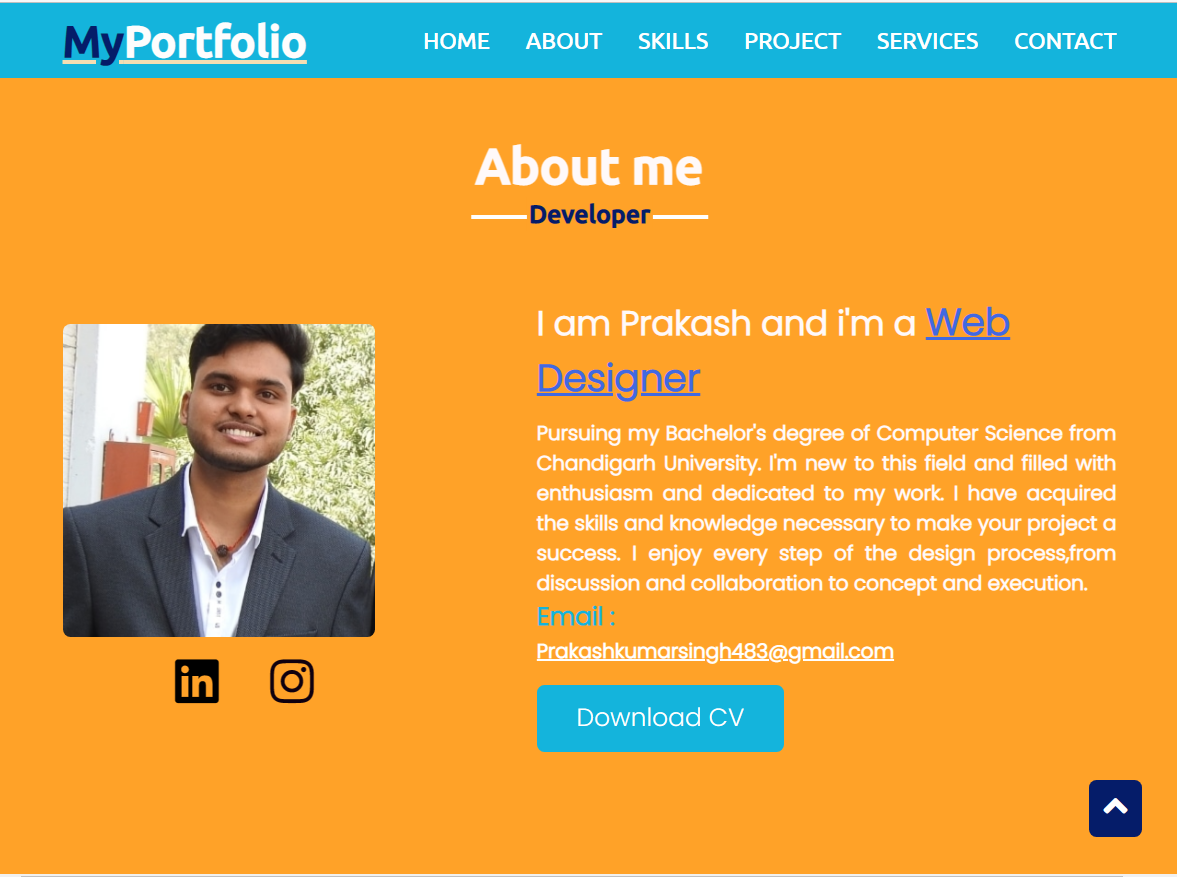 MyPortfolio HOME ABOUT SKILLS PROJECT SERVICES CONTACT
About me
Developer
I am Prakash and i'm a Web
Designer
Pursuing my Bachelor's degree of Computer Science from
Chandigarh University. I'm new to this field and filled with
enthusiasm and dedicated to my work. I have acquired
the skills and knowledge necessary to make your project a
success. I enjoy every step of the design process,from
discussion and collaboration to concept and execution.
Email :
Prakashkumarsingh483@gmail.com
in
Download CV